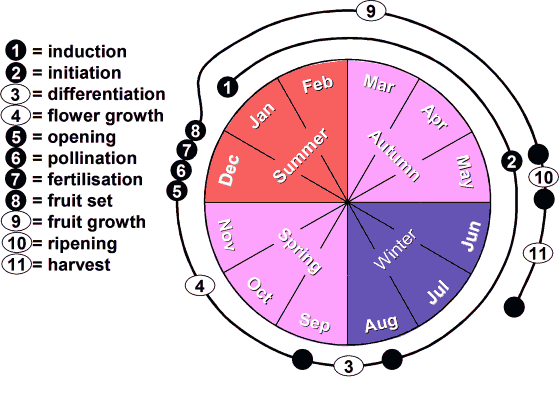 1 = induction
2 = initiation
3 = differentiation
4 = flower growth
5 = opening
6 = pollination
7 = fertilisation
8 = fruit set
9 = fruit growth
10 = ripening
11 = harvest
9
1
8
7
6
5
4
3
2
10
11
Jan
Feb
Mar
Apr
May
Jun
Jul
Aug
Sep
Oct
Nov
Dec
Summer
Autumn
Winter
Spring